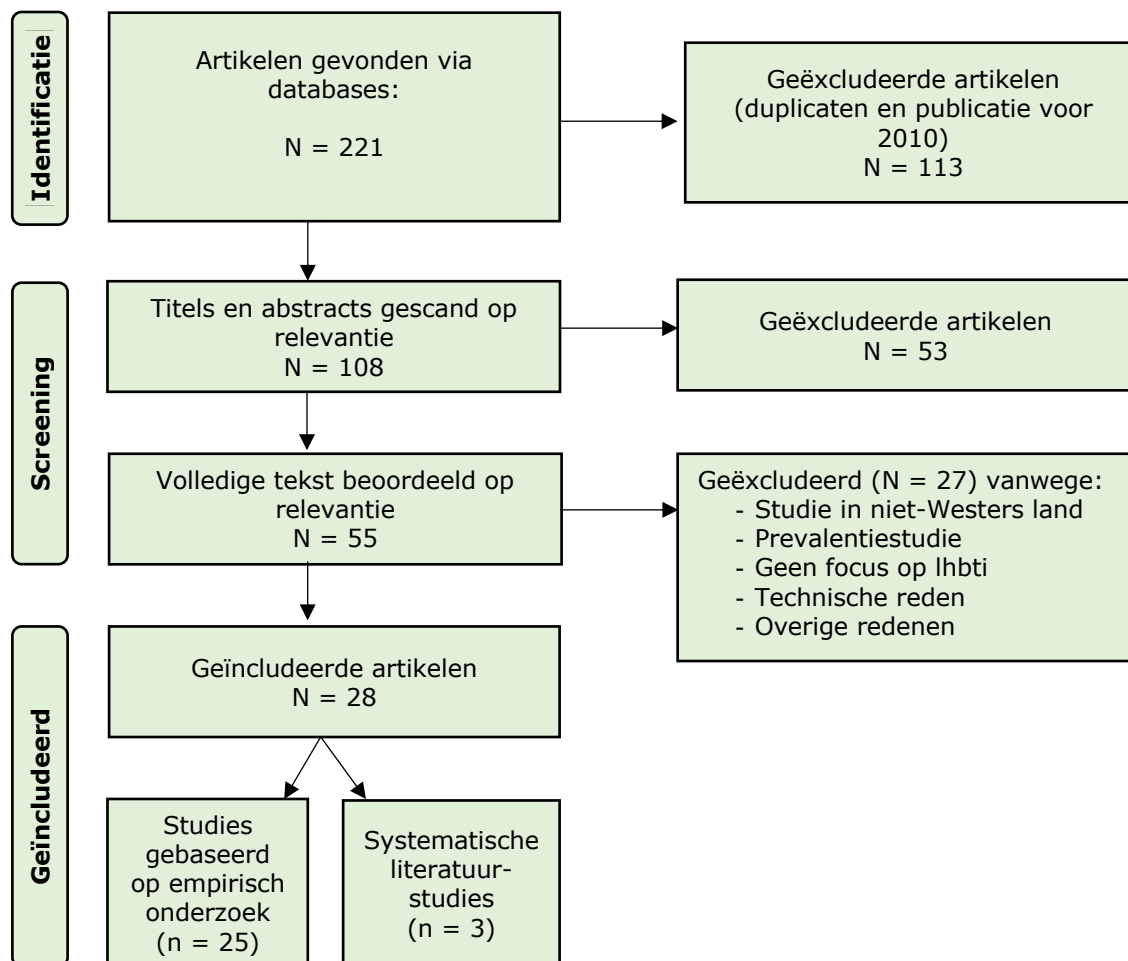 Identificatie
Artikelen gevonden via
databases:
N = 221
Geëxcludeerde artikelen
(duplicaten en publicatie voor
2010)
N = 113
Screening
Titels en abstracts gescand op
relevantie
N = 108
Geëxcludeerde artikelen
N = 53
Volledige tekst beoordeeld op
relevantie
N = 55
Geëxcludeerd (N = 27) vanwege:
- Studie in niet-Westers land
- Prevalentiestudie
- Geen focus op lhbti
- Technische reden
- Overige redenen
Geïncludeerd
Geïncludeerde artikelen
N = 28
Studies
gebaseerd
op empirisch
onderzoek
(n = 25)
Systematische
literatuur-
studies
(n = 3)